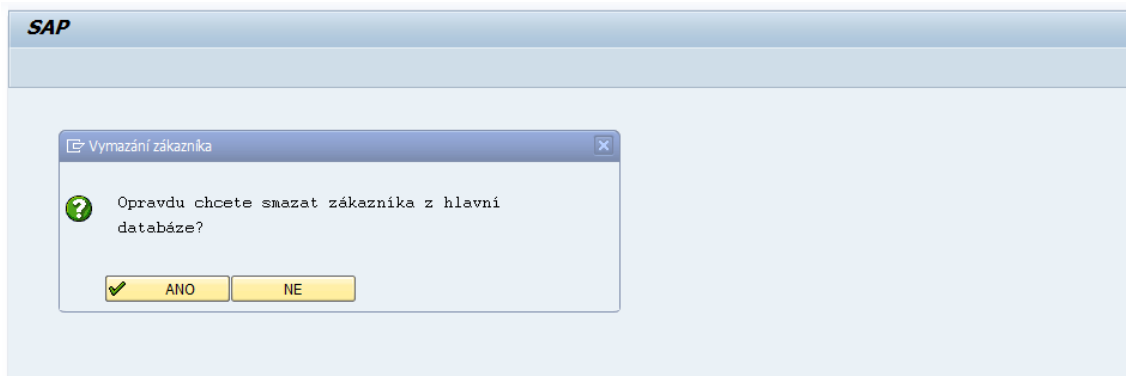 SAP
Vymazání zákazníka
Opravdu chcete smazat zákazníka z hlavní
databáze?
ANO
NE